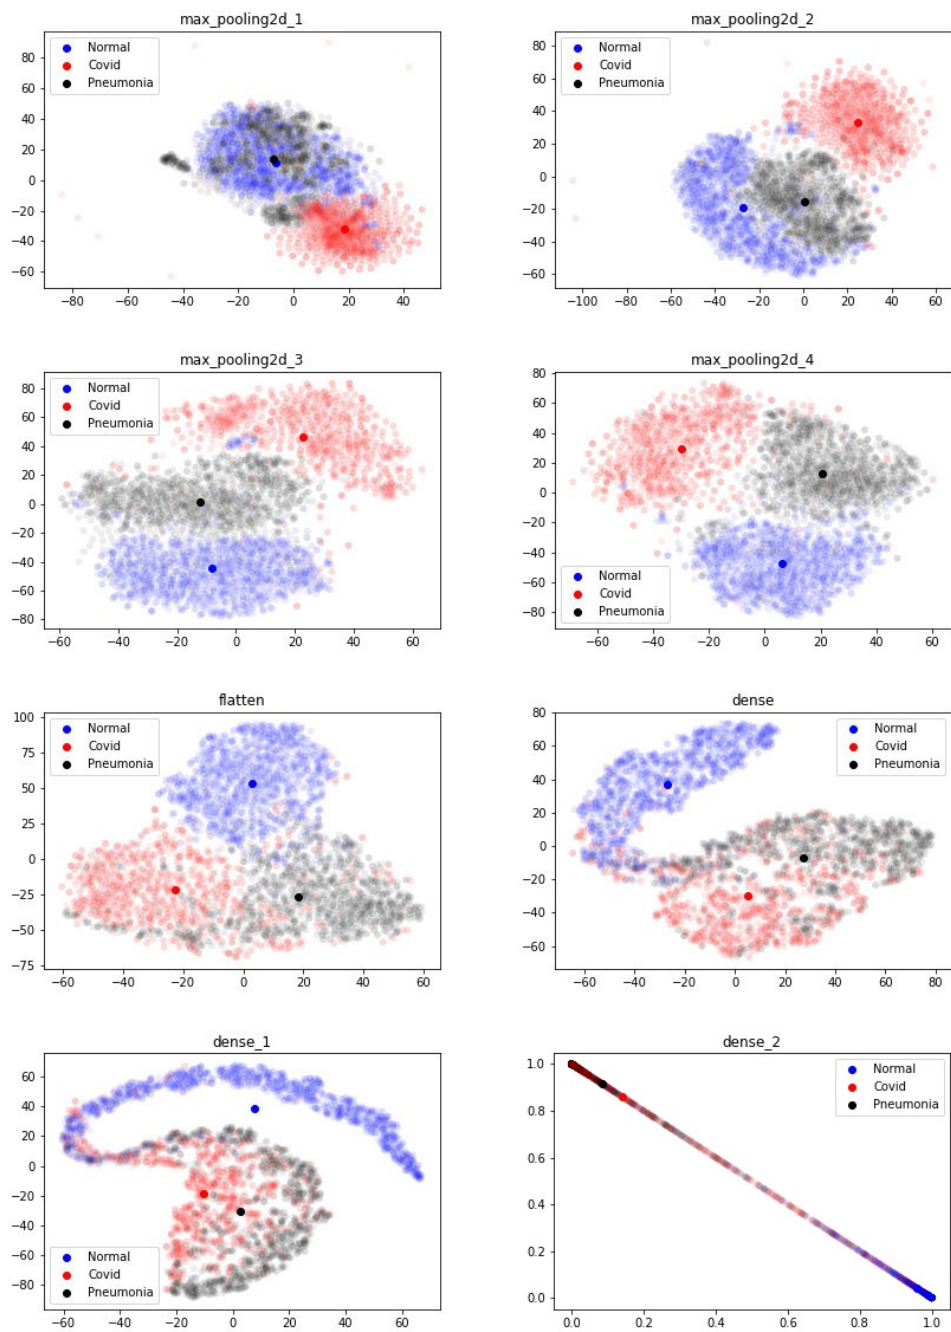 max_pooling2d_1
Normal
Covid
Pneumonia
80
60
40
20
0
−20
−40
−60
−80 −60 −40 −20 0 20 40
max_pooling2d_2
Normal
Covid
Pneumonia
80
60
40
20
0
−20
−40
−60
−100 −80 −60 −40 −20 0 20 40 60
max_pooling2d_3
Normal
Covid
Pneumonia
80
60
40
20
0
−20
−40
−60
−80
−60 −40 −20 0 20 40 60
max_pooling2d_4
80
60
40
20
0
−20
−40
−60
−80
Normal
Covid
Pneumonia
−60 −40 −20 0 20 40 60
flatten
Normal
Covid
Pneumonia
100
75
50
25
0
−25
−50
−75
−60 −40 −20 0 20 40 60
dense
Normal
Covid
Pneumonia
80
60
40
20
0
−20
−40
−60
−60 −40 −20 0 20 40 60 80
dense_1
60
40
20
0
−20
−40
−60
−80
Normal
Covid
Pneumonia
−60 −40 −20 0 20 40 60
dense_2
Normal
Covid
Pneumonia
1.0
0.8
0.6
0.4
0.2
0.0
0.0 0.2 0.4 0.6 0.8 1.0